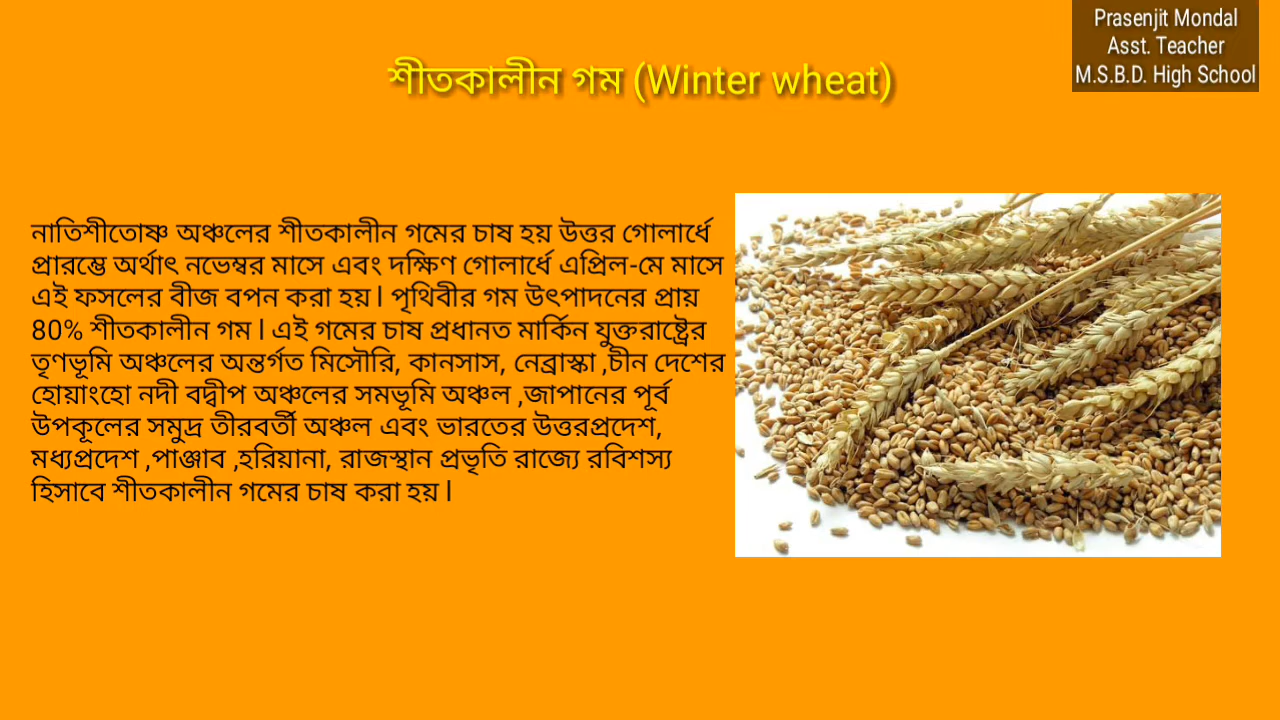 Prasenjit Mondal
Asst. Teacher
M.S.B.D. High School
শীতকালীন গম (Winter wheat)
নাতিশীতোষ্ণ অঞ্চলের শীতকালীন গমের চাষ হয় উত্তর গোলার্ধে
প্রারম্ভে অর্থাৎ নভেম্বর মাসে এবং দক্ষিণ গোলার্ধে এপ্রিল-মে মাসে
এই ফসলের বীজ বপন করা হয়। পৃথিবীর গম উৎপাদনের প্রায়
80% শীতকালীন গম । এই গমের চাষ প্রধানত মার্কিন যুক্তরাষ্ট্রের
তৃণভূমি অঞ্চলের অন্তর্গত মিসৌরি, কানসাস, নেব্রাস্কা ,চীন দেশের
হোয়াংহো নদী বদ্বীপ অঞ্চলের সমভূমি অঞ্চল ,জাপানের পূর্ব
উপকূলের সমুদ্র তীরবর্তী অঞ্চল এবং ভারতের উত্তরপ্রদেশ,
মধ্যপ্রদেশ ,পাঞ্জাব ,হরিয়ানা, রাজস্থান প্রভৃতি রাজ্যে রবিশস্য
হিসাবে শীতকালীন গমের চাষ করা হয় ।